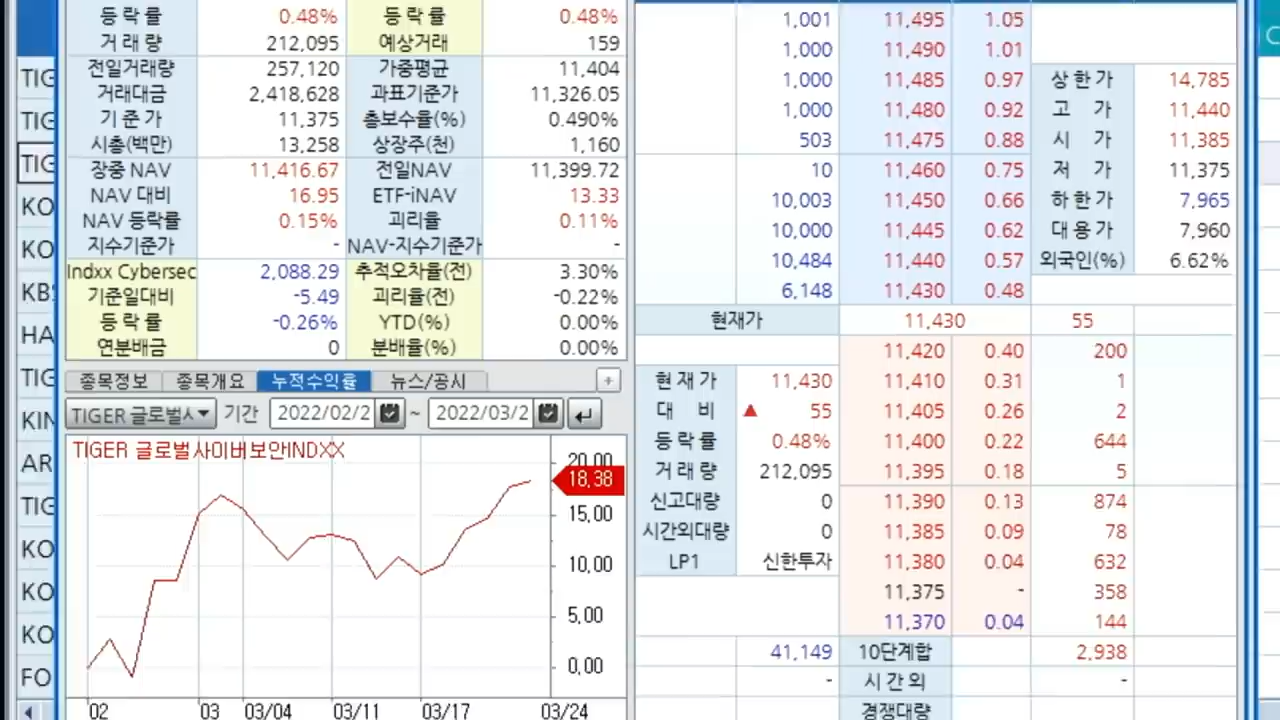 등 락 률 0.48% 등 락 률 0.48%
거 래 량 212,095 예상거래 159
전일거래량 257,120 가중평균 11,404
거래대금 2,418,628 과표기준가 11,326.05
기 준 가 11,375 총보수율(%) 0.490%
시총(백만) 13,258 상장주(천) 1,160
장중 NAV 11,416.67 전일NAV 11,399.72
NAV 대비 16.95 ETF-iNAV 13.33
NAV 등락률 0.15% 괴리율 0.11%
지수기준가 - NAV-지수기준가 -
Indxx Cybersec 2,088.29 추적오차율(전) 3.30%
기준일대비 -5.49 괴리율(전) -0.22%
등 락 률 -0.26% YTD(%) 0.00%
연분배금 0 분배율(%) 0.00%
종목정보 종목개요 누적수익률 뉴스/공시 +
TIGER 글로벌사 기간 2022/02/2 ~ 2022/03/2
TIGER 글로벌사이버보안INDXX
20,00
18,38
15,00
10,00
5,00
0,00
02 03 03/04 03/11 03/17 03/24
TIG
TIG
TIG
KO
KO
KB
HA
TIG
KIN
AR
TIG
KO
KO
KO
FO
1,001 11,495 1.05
1,000 11,490 1.01
1,000 11,485 0.97 상 한 가 14,785
1,000 11,480 0.92 고 가 11,440
503 11,475 0.88 시 가 11,385
10 11,460 0.75 저 가 11,375
10,003 11,450 0.66 하 한 가 7,965
10,000 11,445 0.62 대 용 가 7,960
10,484 11,440 0.57 외국인(%) 6.62%
6,148 11,430 0.48
현재가 11,430 55
11,420 0.40 200
현 재 가 11,430 11,410 0.31 1
대 비 ▲ 55 11,405 0.26 2
등 락 률 0.48% 11,400 0.22 644
거 래 량 212,095 11,395 0.18 5
신고대량 0 11,390 0.13 874
시간외대량 0 11,385 0.09 78
LP1 신한투자 11,380 0.04 632
11,375 - 358
11,370 0.04 144
41,149 10단계합 2,938
- 시 간 외 -
경쟁대량